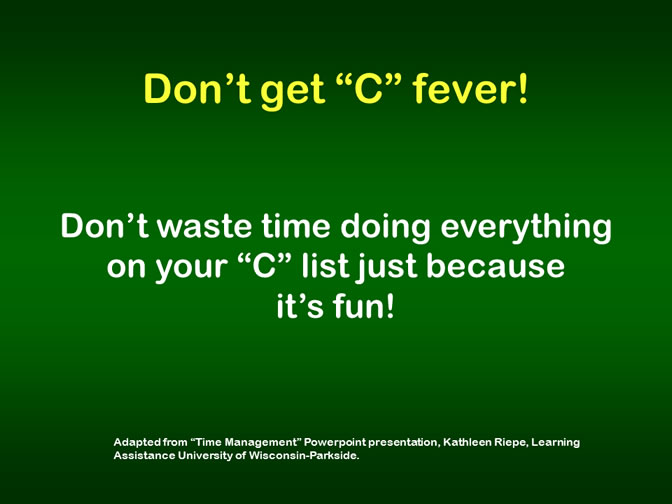 Don’t get “C” fever!
Don’t waste time doing everything
on your “C” list just because
it’s fun!
Adapted from “Time Management” Powerpoint presentation, Kathleen Riepe, Learning
Assistance University of Wisconsin-Parkside.